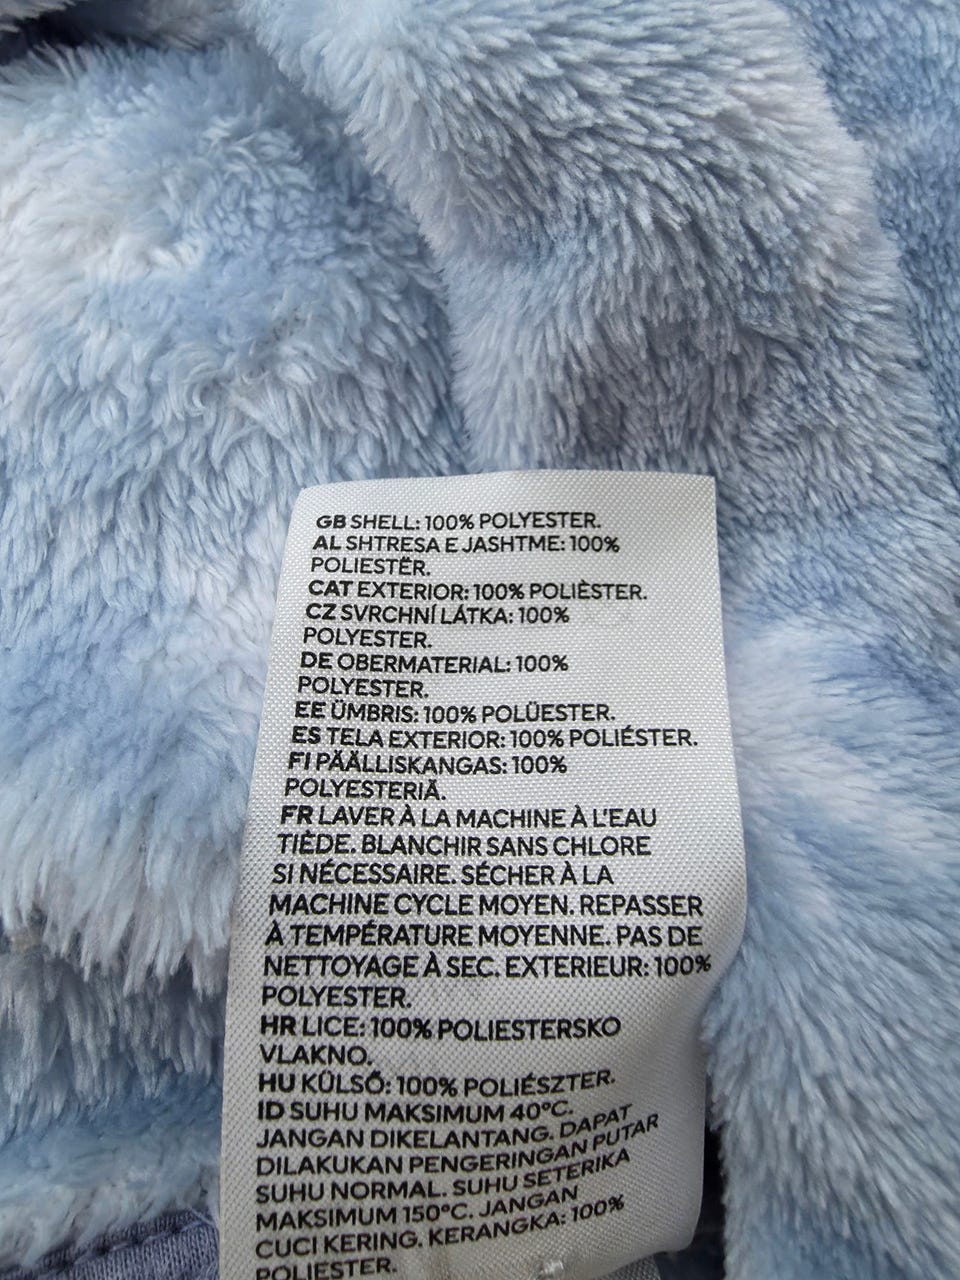 GB SHELL: 100% POLYESTER.
AL SHTRESA E JASHTME: 100%
POLIESTËR.
CAT EXTERIOR: 100% POLIÈSTER.
CZ SVRCHNÍ LÁTKA: 100%
POLYESTER.
DE OBERMATERIAL: 100%
POLYESTER.
EE ÜMBRIS: 100% POLÜESTER.
ES TELA EXTERIOR: 100% POLIÉSTER.
FI PÄÄLLISKANGAS: 100%
POLYESTERIÄ.
FR LAVER À LA MACHINE À L'EAU
TIÈDE. BLANCHIR SANS CHLORE
SI NÉCESSAIRE. SÉCHER À LA
MACHINE CYCLE MOYEN. REPASSER
À TEMPÉRATURE MOYENNE. PAS DE
NETTOYAGE À SEC. EXTERIEUR: 100%
POLYESTER.
HR LICE: 100% POLIESTERSKO
VLAKNO.
HU KÜLSŐ: 100% POLIÉSZTER.
ID SUHU MAKSIMUM 40°C.
JANGAN DIKELANTANG. DAPAT
DILAKUKAN PENGERINGAN PUTAR
SUHU NORMAL. SUHU SETERIKA
MAKSIMUM 150°C. JANGAN
CUCI KERING. KERANGKA: 100%
POLIESTER.